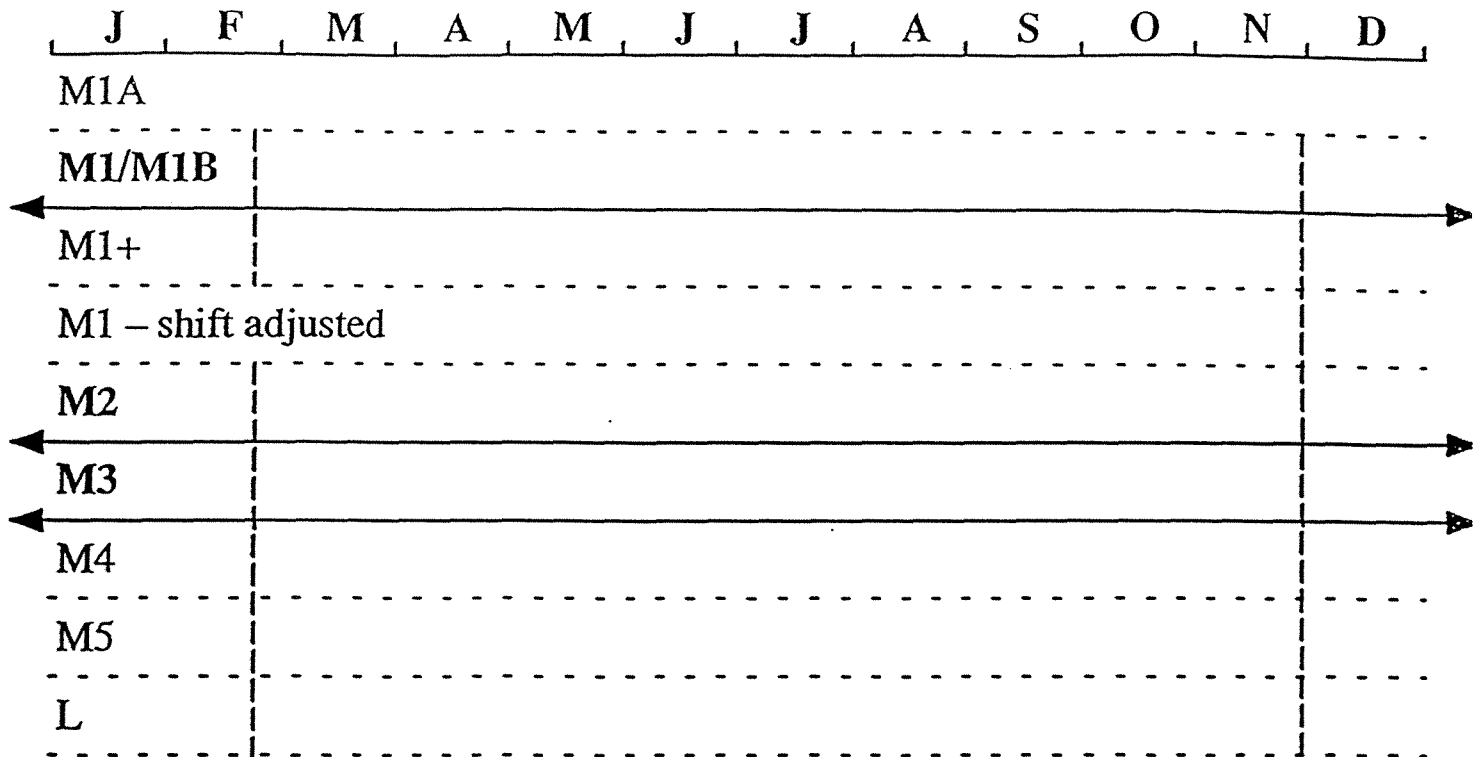 J F M A M J J A S O N D
M1A
M1/M1B
M1+
M1 – shift adjusted
M2
M3
M4
M5
L